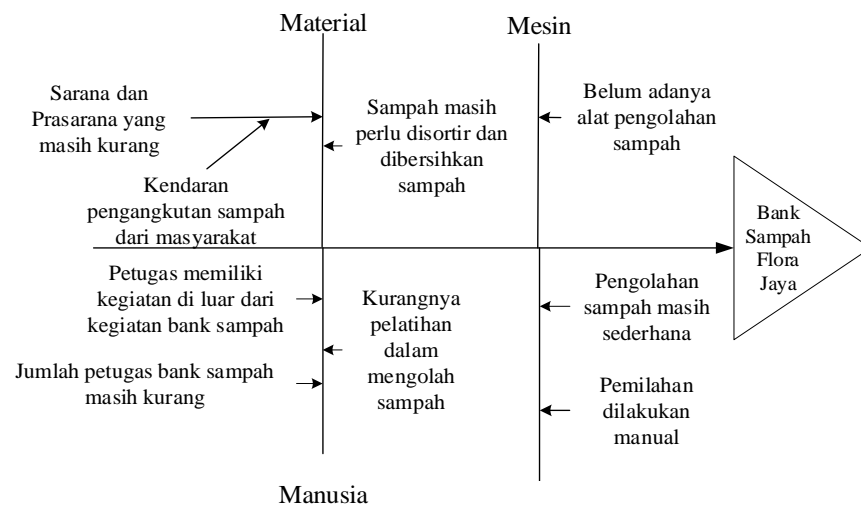 Material
Mesin
Sarana dan
Prasarana yang
masih kurang
Kendaran
pengangkutan sampah
dari masyarakat
Sampah masih
perlu disortir dan
dibersihkan
sampah
Belum adanya
alat pengolahan
sampah
Bank
Sampah
Flora
Jaya
Petugas memiliki
kegiatan di luar dari
kegiatan bank sampah
Jumlah petugas bank sampah
masih kurang
Kurangnya
pelatihan
dalam
mengolah
sampah
Pengolahan
sampah masih
sederhana
Pemilahan
dilakukan
manual
Manusia